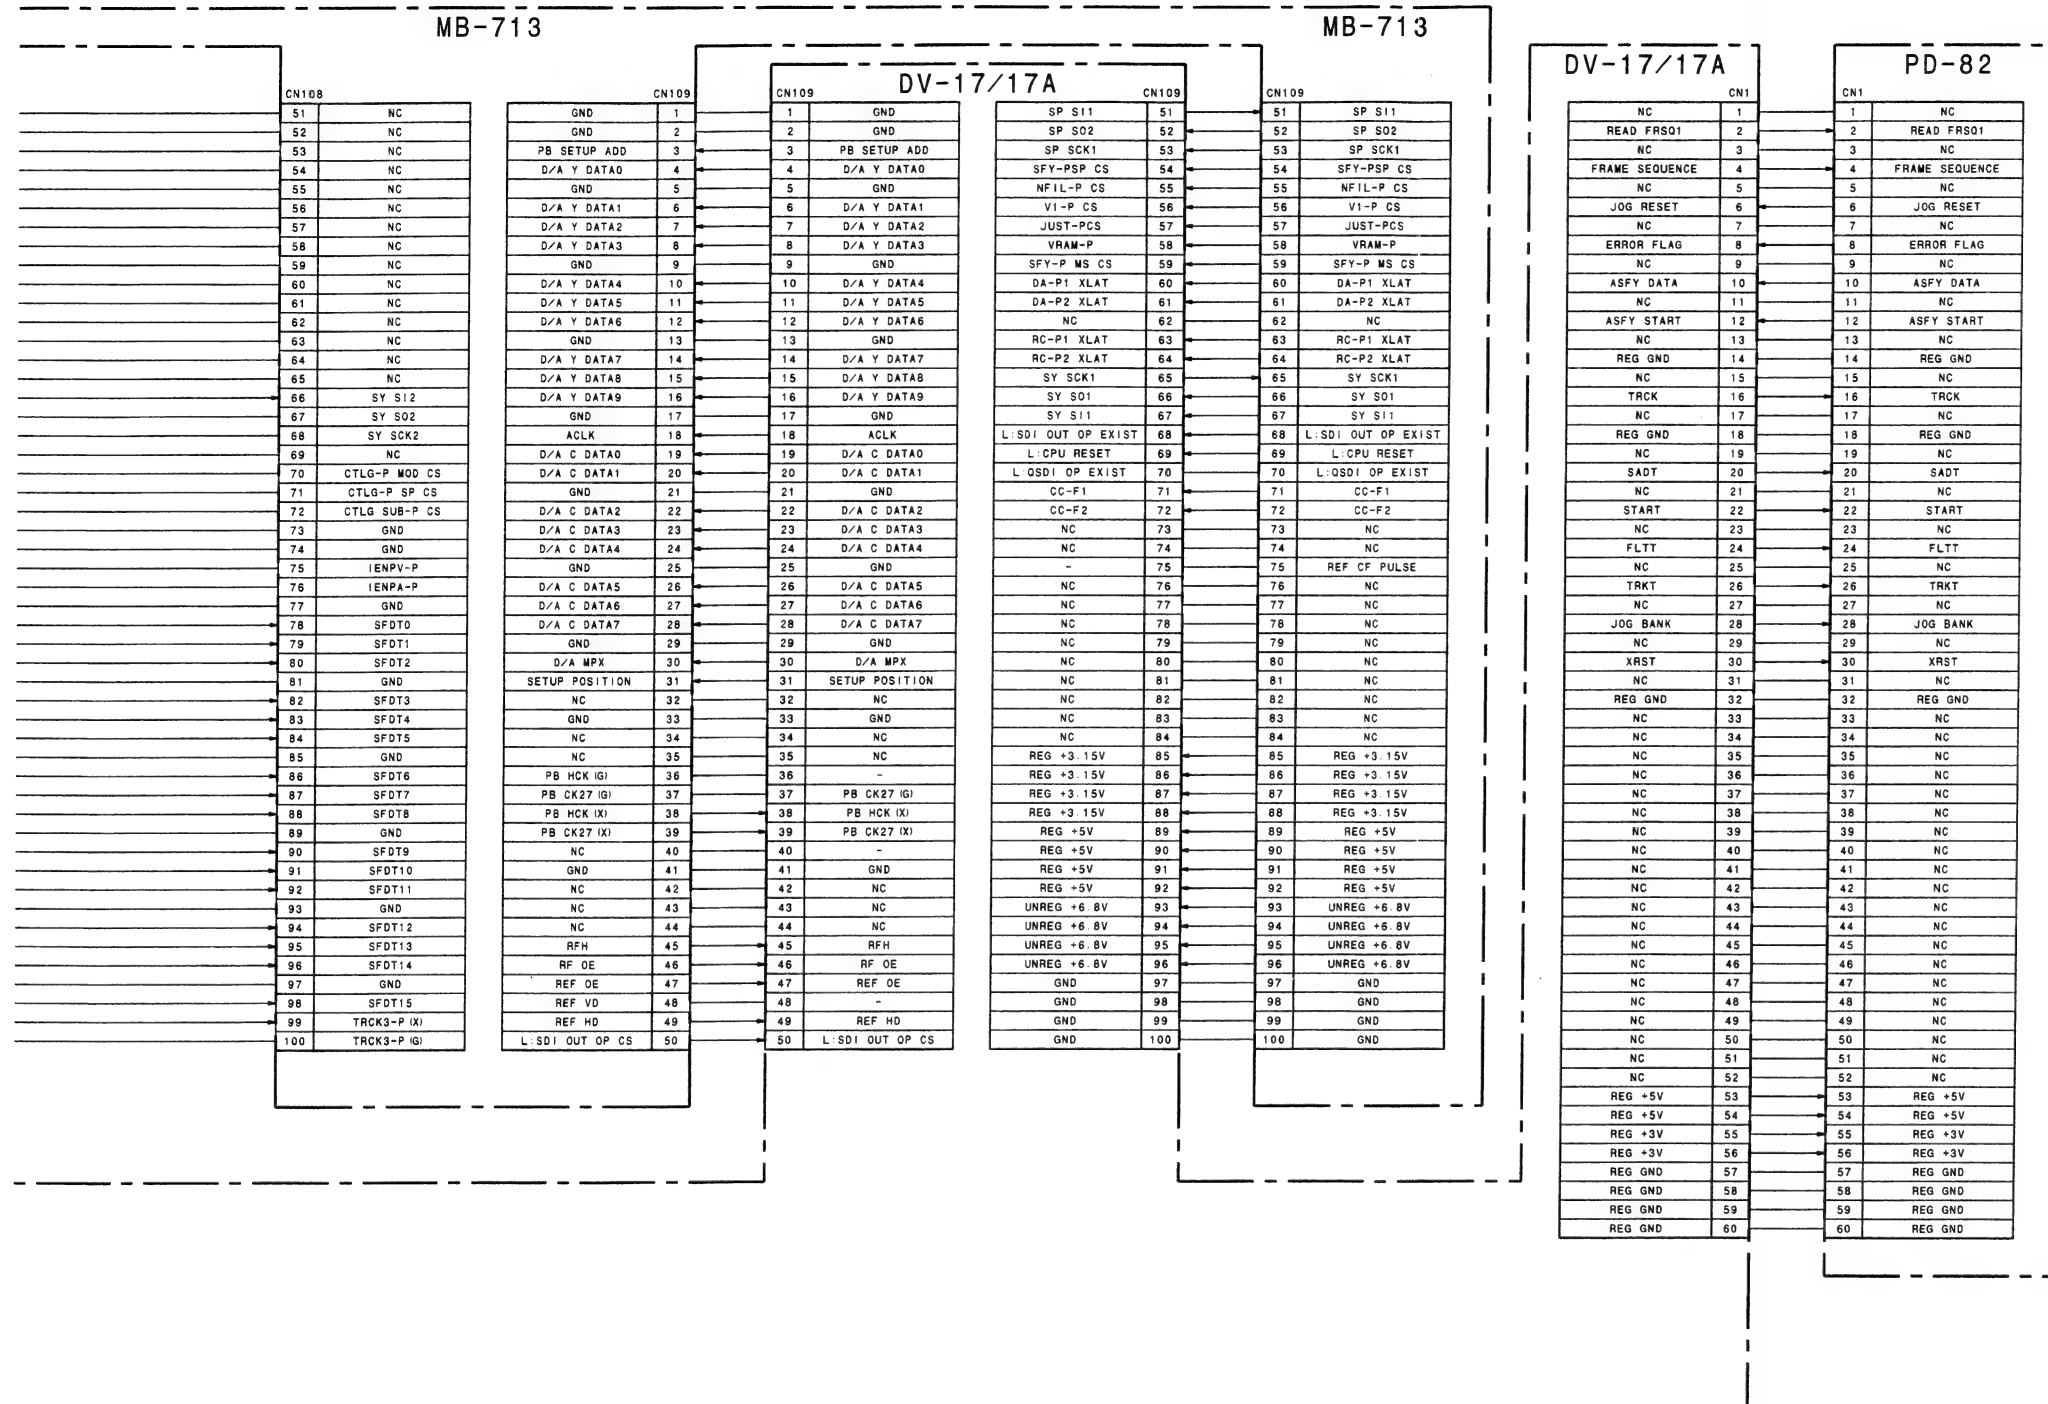 MB-713
MB-713
DV-17/17A
DV-17/17A
PD-82
CN108
51 NC
52 NC
53 NC
54 NC
55 NC
56 NC
57 NC
58 NC
59 NC
60 NC
61 NC
62 NC
63 NC
64 NC
65 NC
66 SY SI2
67 SY SO2
68 SY SCK2
69 NC
70 CTLG-P MOD CS
71 CTLG-P SP CS
72 CTLG SUB-P CS
73 GND
74 GND
75 IENPV-P
76 IENPA-P
77 GND
78 SFDT0
79 SFDT1
80 SFDT2
81 GND
82 SFDT3
83 SFDT4
84 SFDT5
85 GND
86 SFDT6
87 SFDT7
88 SFDT8
89 GND
90 SFDT9
91 SFDT10
92 SFDT11
93 GND
94 SFDT12
95 SFDT13
96 SFDT14
97 GND
98 SFDT15
99 TRCK3-P (X)
100 TRCK3-P (G)
CN109
GND 1
GND 2
PB SETUP ADD 3
D/A Y DATA0 4
GND 5
D/A Y DATA1 6
D/A Y DATA2 7
D/A Y DATA3 8
GND 9
D/A Y DATA4 10
D/A Y DATA5 11
D/A Y DATA6 12
GND 13
D/A Y DATA7 14
D/A Y DATA8 15
D/A Y DATA9 16
GND 17
ACLK 18
D/A C DATA0 19
D/A C DATA1 20
GND 21
D/A C DATA2 22
D/A C DATA3 23
D/A C DATA4 24
GND 25
D/A C DATA5 26
D/A C DATA6 27
D/A C DATA7 28
GND 29
D/A MPX 30
SETUP POSITION 31
NC 32
GND 33
NC 34
NC 35
PB HCK (G) 36
PB CK27 (G) 37
PB HCK (X) 38
PB CK27 (X) 39
NC 40
GND 41
NC 42
NC 43
NC 44
RFH 45
RF OE 46
REF OE 47
REF VD 48
REF HD 49
L:SDI OUT OP CS 50
CN109
1 GND
2 GND
3 PB SETUP ADD
4 D/A Y DATA0
5 GND
6 D/A Y DATA1
7 D/A Y DATA2
8 D/A Y DATA3
9 GND
10 D/A Y DATA4
11 D/A Y DATA5
12 D/A Y DATA6
13 GND
14 D/A Y DATA7
15 D/A Y DATA8
16 D/A Y DATA9
17 GND
18 ACLK
19 D/A C DATA0
20 D/A C DATA1
21 GND
22 D/A C DATA2
23 D/A C DATA3
24 D/A C DATA4
25 GND
26 D/A C DATA5
27 D/A C DATA6
28 D/A C DATA7
29 GND
30 D/A MPX
31 SETUP POSITION
32 NC
33 GND
34 NC
35 NC
36 -
37 PB CK27 (G)
38 PB HCK (X)
39 PB CK27 (X)
40 -
41 GND
42 NC
43 NC
44 NC
45 RFH
46 RF OE
47 REF OE
48 -
49 REF HD
50 L:SDI OUT OP CS
CN109
SP SI1 51
SP SO2 52
SP SCK1 53
SFY-PSP CS 54
NFIL-P CS 55
V1-P CS 56
JUST-PCS 57
VRAM-P 58
SFY-P MS CS 59
DA-P1 XLAT 60
DA-P2 XLAT 61
NC 62
RC-P1 XLAT 63
RC-P2 XLAT 64
SY SCK1 65
SY SO1 66
SY SI1 67
L:SDI OUT OP EXIST 68
L:CPU RESET 69
L:QSDI OP EXIST 70
CC-F1 71
CC-F2 72
NC 73
NC 74
- 75
NC 76
NC 77
NC 78
NC 79
NC 80
NC 81
NC 82
NC 83
NC 84
REG +3.15V 85
REG +3.15V 86
REG +3.15V 87
REG +3.15V 88
REG +5V 89
REG +5V 90
REG +5V 91
REG +5V 92
UNREG +6.8V 93
UNREG +6.8V 94
UNREG +6.8V 95
UNREG +6.8V 96
GND 97
GND 98
GND 99
GND 100
CN109
51 SP SI1
52 SP SO2
53 SP SCK1
54 SFY-PSP CS
55 NFIL-P CS
56 V1-P CS
57 JUST-PCS
58 VRAM-P
59 SFY-P MS CS
60 DA-P1 XLAT
61 DA-P2 XLAT
62 NC
63 RC-P1 XLAT
64 RC-P2 XLAT
65 SY SCK1
66 SY SO1
67 SY SI1
68 L:SDI OUT OP EXIST
69 L:CPU RESET
70 L:QSDI OP EXIST
71 CC-F1
72 CC-F2
73 NC
74 NC
75 REF CF PULSE
76 NC
77 NC
78 NC
79 NC
80 NC
81 NC
82 NC
83 NC
84 NC
85 REG +3.15V
86 REG +3.15V
87 REG +3.15V
88 REG +3.15V
89 REG +5V
90 REG +5V
91 REG +5V
92 REG +5V
93 UNREG +6.8V
94 UNREG +6.8V
95 UNREG +6.8V
96 UNREG +6.8V
97 GND
98 GND
99 GND
100 GND
CN1
NC 1
READ FRSQ1 2
NC 3
FRAME SEQUENCE 4
NC 5
JOG RESET 6
NC 7
ERROR FLAG 8
NC 9
ASFY DATA 10
NC 11
ASFY START 12
NC 13
REG GND 14
NC 15
TRCK 16
NC 17
REG GND 18
NC 19
SADT 20
NC 21
START 22
NC 23
FLTT 24
NC 25
TRKT 26
NC 27
JOG BANK 28
NC 29
XRST 30
NC 31
REG GND 32
NC 33
NC 34
NC 35
NC 36
NC 37
NC 38
NC 39
NC 40
NC 41
NC 42
NC 43
NC 44
NC 45
NC 46
NC 47
NC 48
NC 49
NC 50
NC 51
NC 52
REG +5V 53
REG +5V 54
REG +3V 55
REG +3V 56
REG GND 57
REG GND 58
REG GND 59
REG GND 60
CN1
1 NC
2 READ FRSQ1
3 NC
4 FRAME SEQUENCE
5 NC
6 JOG RESET
7 NC
8 ERROR FLAG
9 NC
10 ASFY DATA
11 NC
12 ASFY START
13 NC
14 REG GND
15 NC
16 TRCK
17 NC
18 REG GND
19 NC
20 SADT
21 NC
22 START
23 NC
24 FLTT
25 NC
26 TRKT
27 NC
28 JOG BANK
29 NC
30 XRST
31 NC
32 REG GND
33 NC
34 NC
35 NC
36 NC
37 NC
38 NC
39 NC
40 NC
41 NC
42 NC
43 NC
44 NC
45 NC
46 NC
47 NC
48 NC
49 NC
50 NC
51 NC
52 NC
53 REG +5V
54 REG +5V
55 REG +3V
56 REG +3V
57 REG GND
58 REG GND
59 REG GND
60 REG GND